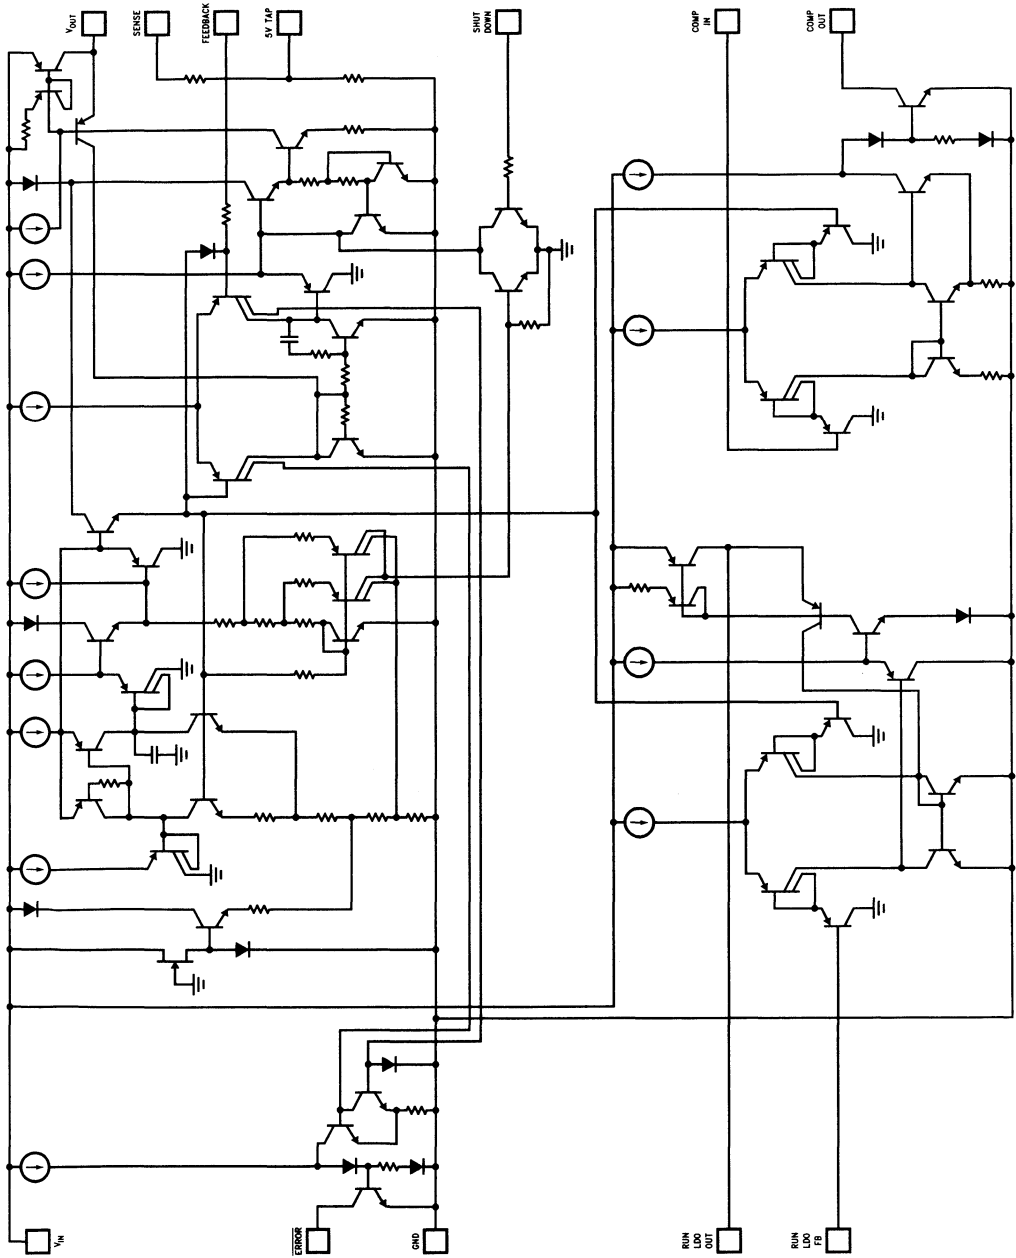 VOUT
SENSE
FEEDBACK
5V TAP
SHUT
DOWN
COMP
IN
COMP
OUT
VIN
ERROR
GND
RUN
LDO
OUT
RUN
LDO
FB